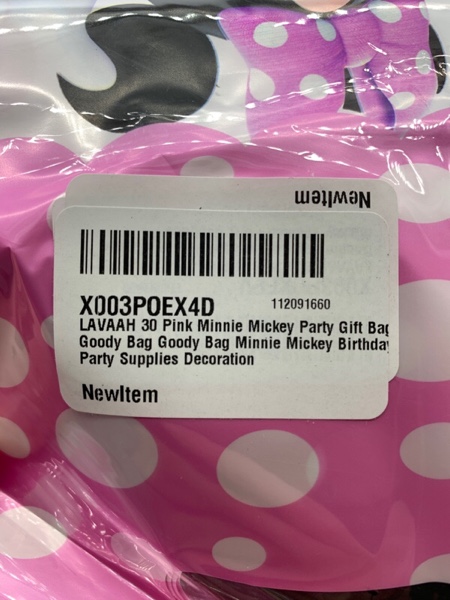 NewItem
X003POEX4D 112091660
LAVAAH 30 Pink Minnie Mickey Party Gift Bag
Goody Bag Goody Bag Minnie Mickey Birthday
Party Supplies Decoration
NewItem